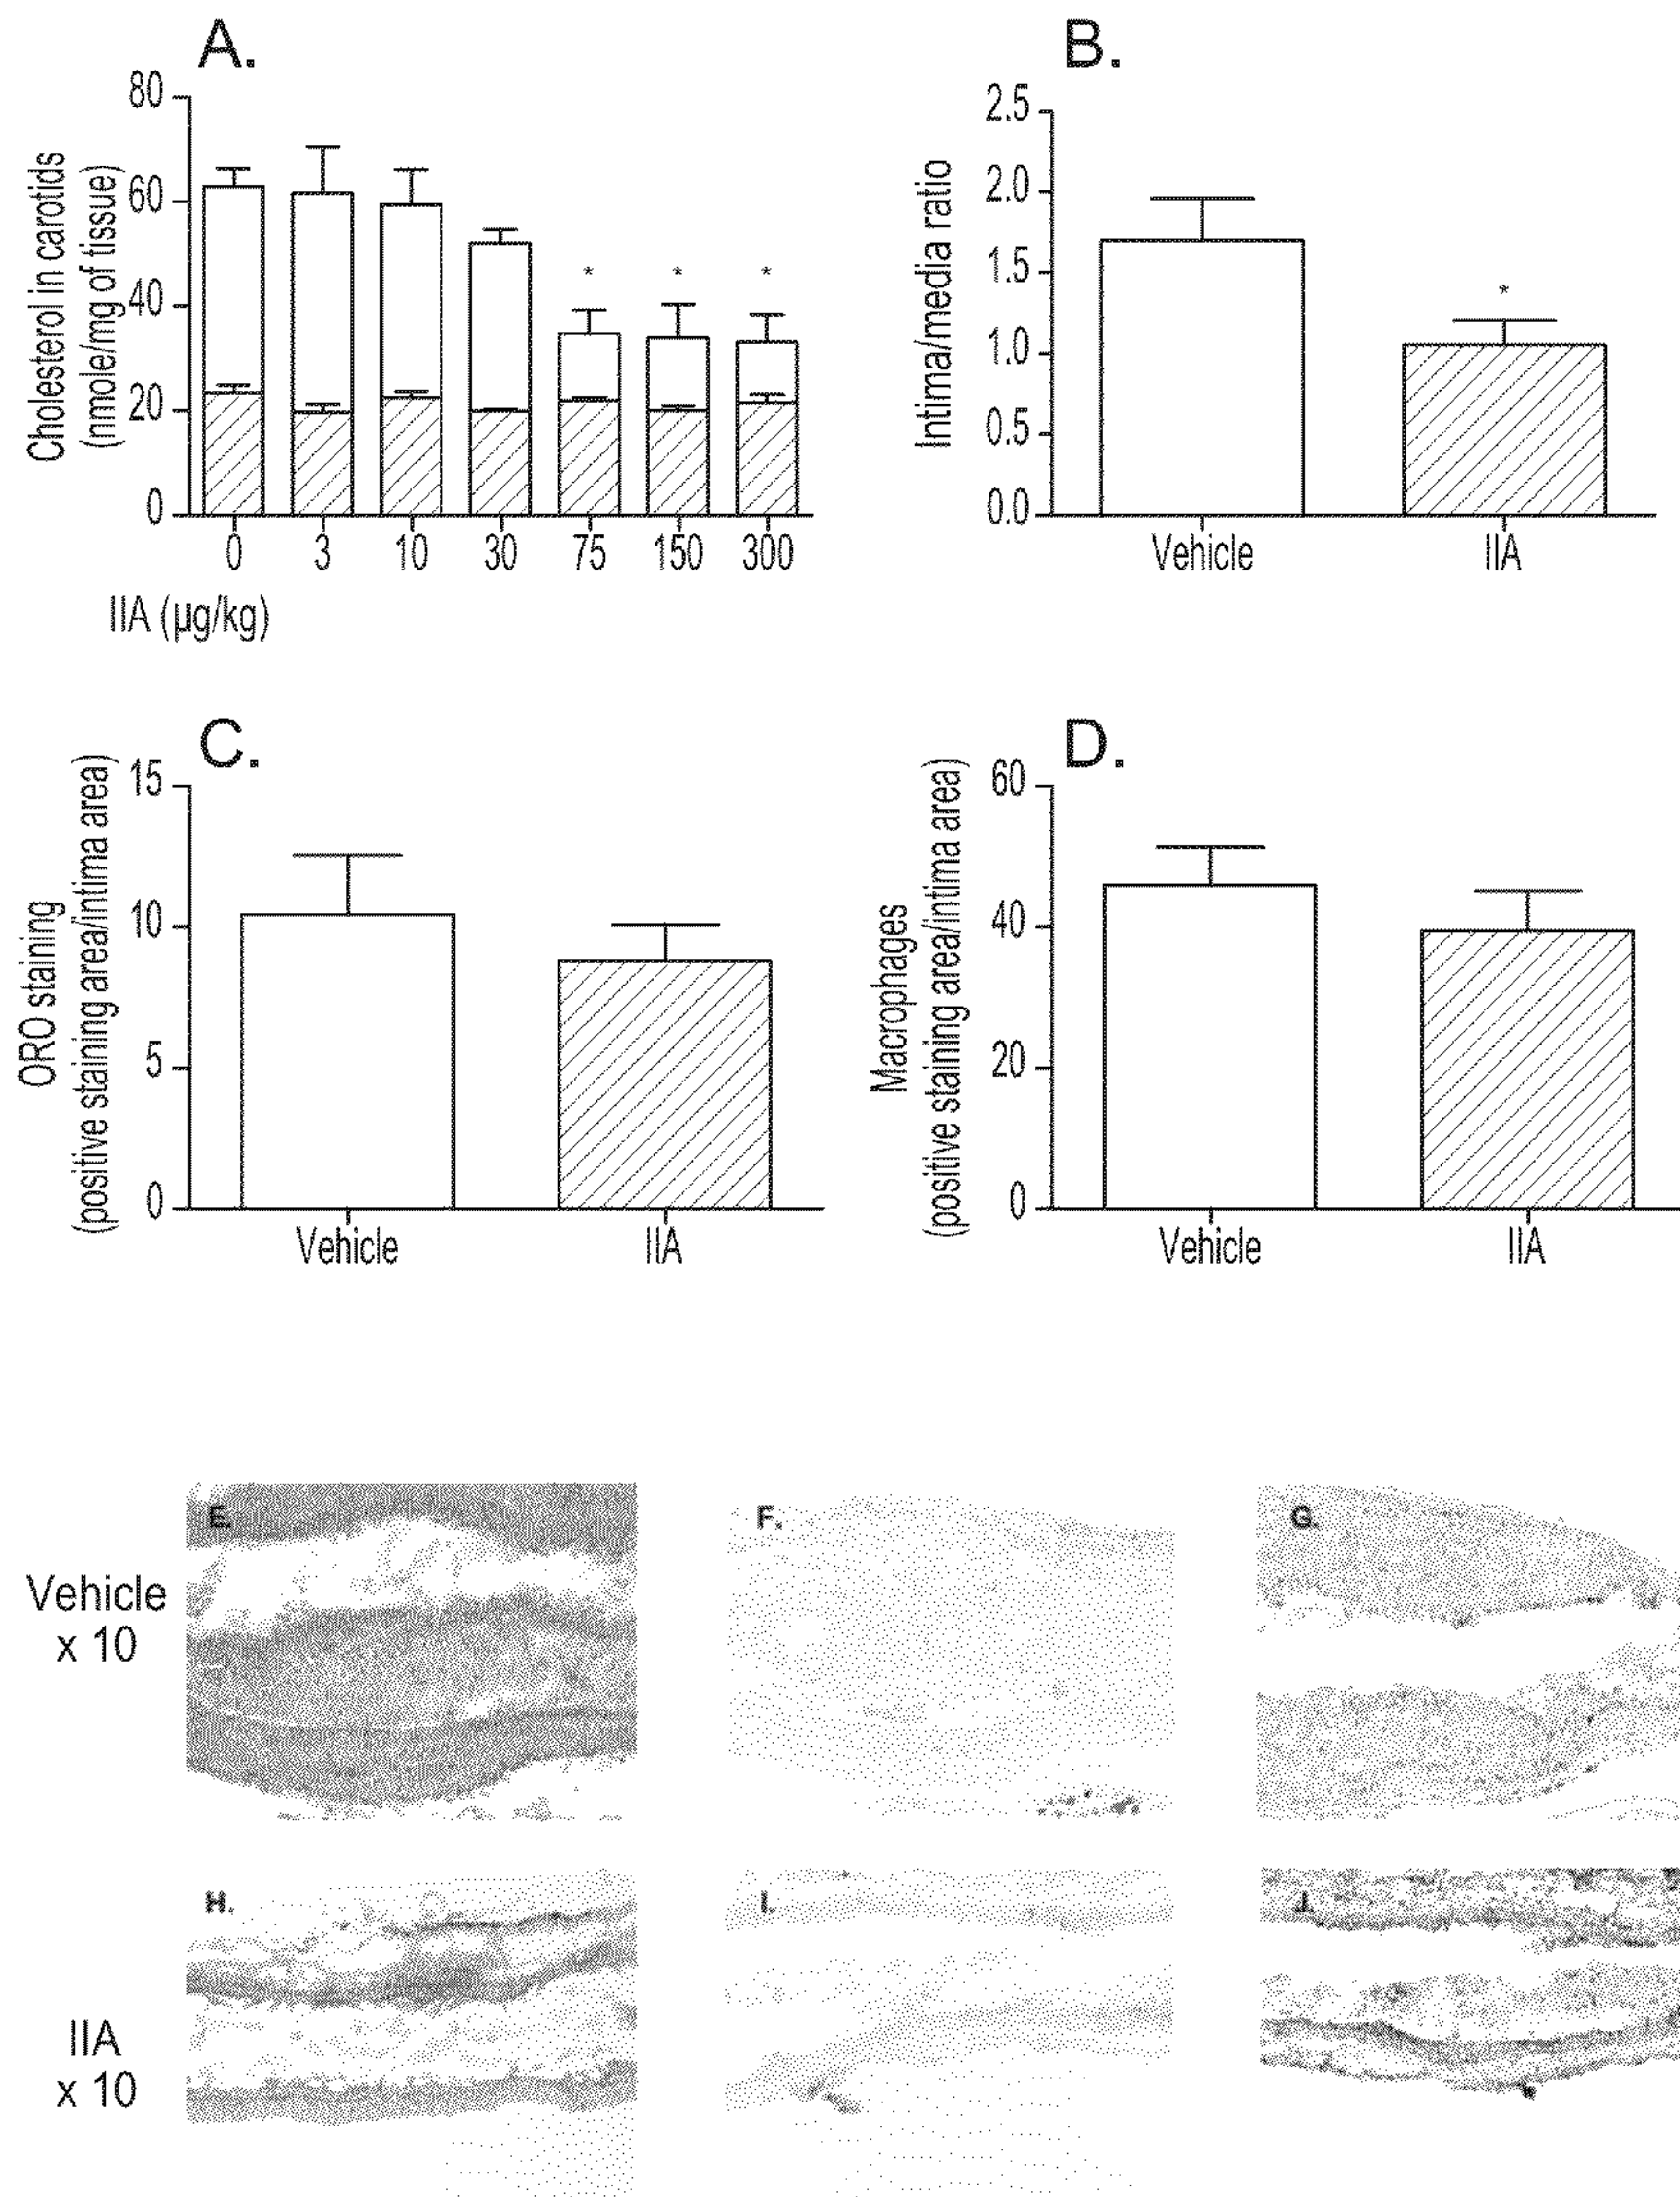 A.
Cholesterol in carotids
(nmole/mg of tissue)
80
60
40
20
0
* * *
0 3 10 30 75 150 300
IIA (µg/kg)
B.
Intima/media ratio
2.5
2.0
1.5
1.0
0.5
0.0
*
Vehicle IIA
C.
ORO staining
(positive staining area/intima area)
15
10
5
0
Vehicle IIA
D.
Macrophages
(positive staining area/intima area)
60
40
20
0
Vehicle IIA
Vehicle
x 10
E. F. G.
IIA
x 10
H. I. J.